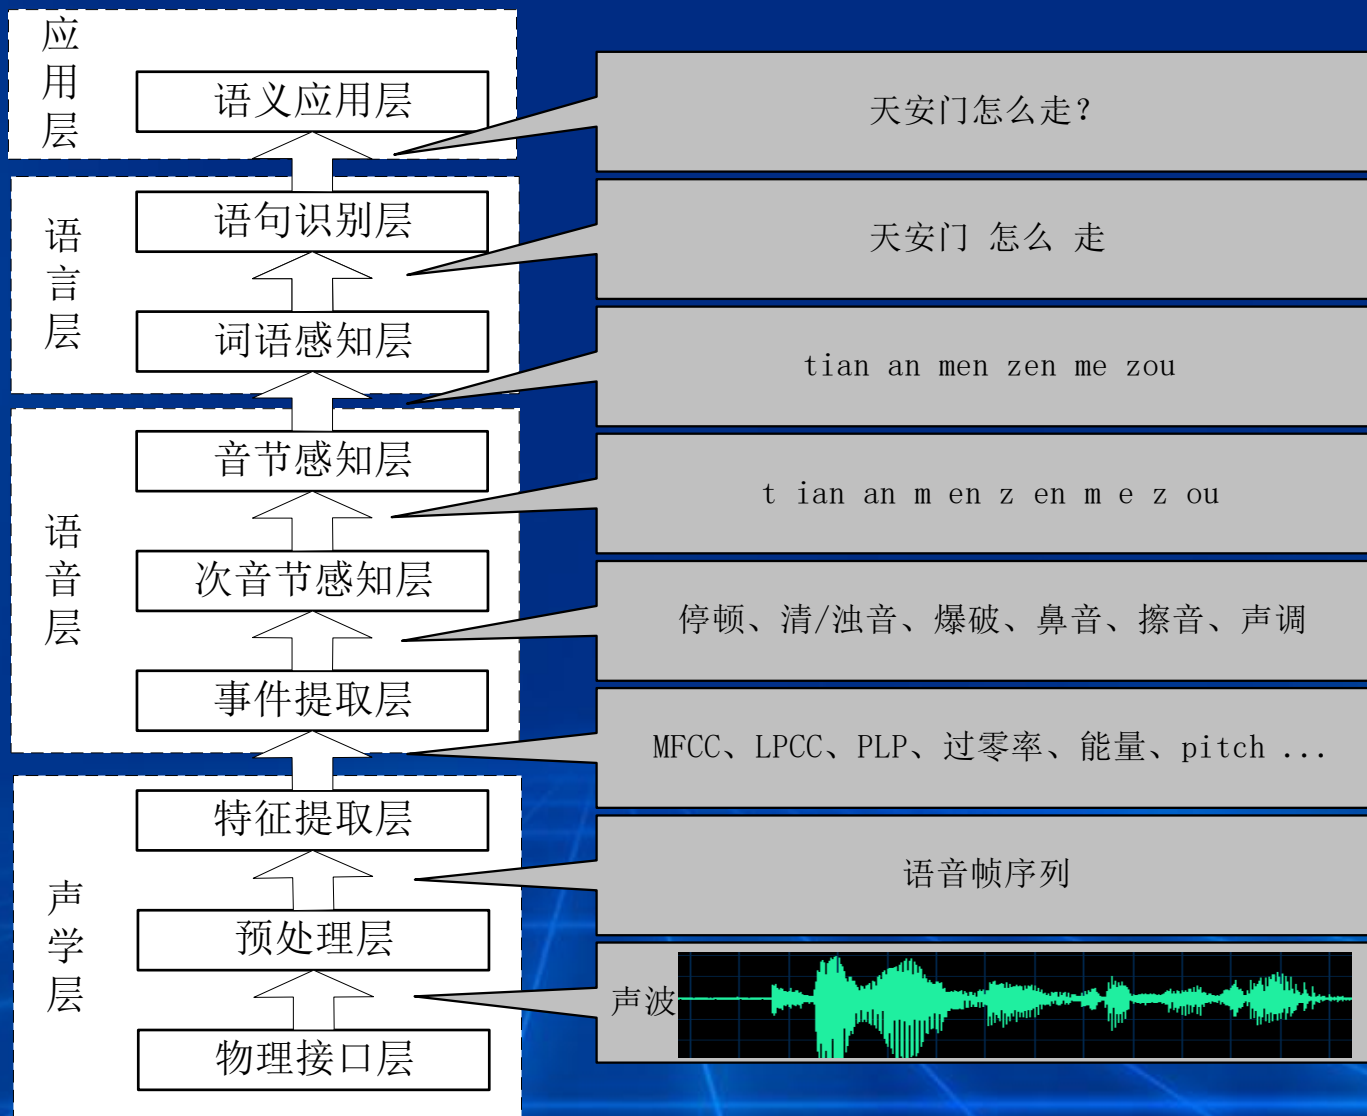 应用层
语义应用层
天安门怎么走?
语言层
语句识别层
天安门 怎么 走
词语感知层
tian an men zen me zou
语音层
音节感知层
t ian an m en z en m e z ou
次音节感知层
停顿、清/浊音、爆破、鼻音、擦音、声调
事件提取层
MFCC、LPCC、PLP、过零率、能量、pitch ...
声学层
特征提取层
语音帧序列
预处理层
声波
物理接口层